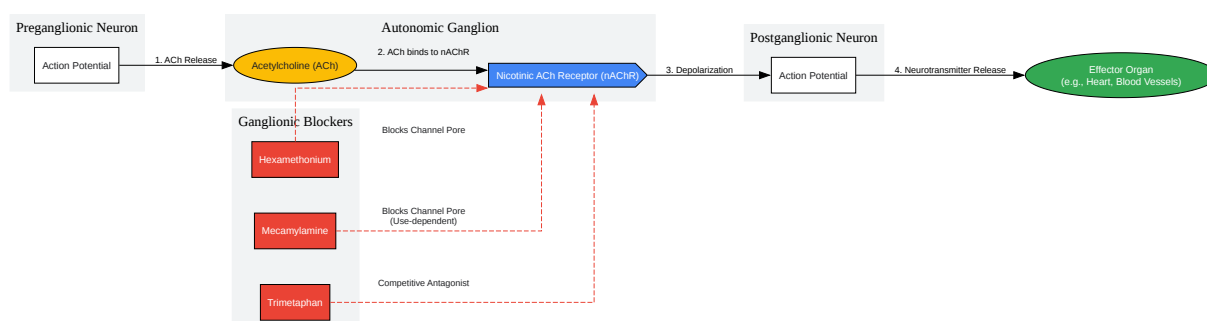 Preganglionic Neuron
Action Potential
1. ACh Release
Autonomic Ganglion
Acetylcholine (ACh)
2. ACh binds to nAChR
Nicotinic ACh Receptor (nAChR)
3. Depolarization
Postganglionic Neuron
Action Potential
4. Neurotransmitter Release
Effector Organ
(e.g., Heart, Blood Vessels)
Ganglionic Blockers
Hexamethonium
Blocks Channel Pore
Mecamylamine
Blocks Channel Pore
(Use-dependent)
Trimetaphan
Competitive Antagonist